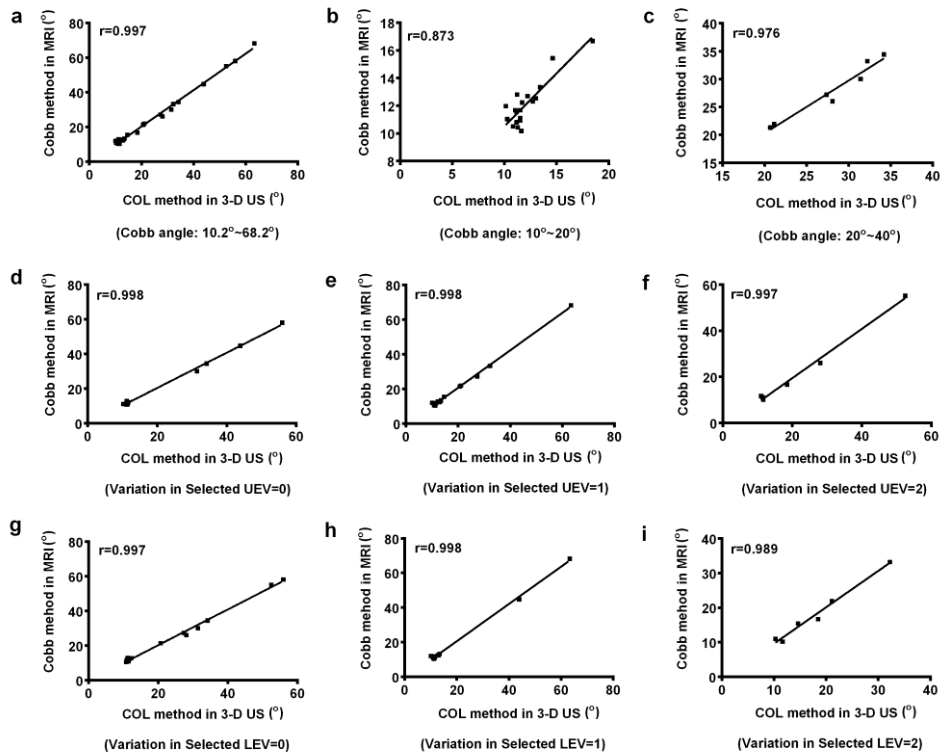 a
r=0.997
Cobb method in MRI (°)
80
60
40
20
0
0 20 40 60 80
COL method in 3-D US (°)
(Cobb angle: 10.2°~68.2°)
b
r=0.873
Cobb method in MRI (°)
18
16
14
12
10
8
0 5 10 15 20
COL method in 3-D US (°)
(Cobb angle: 10°~20°)
c
r=0.976
Cobb method in MRI (°)
40
35
30
25
20
15
15 20 25 30 35 40
COL method in 3-D US (°)
(Cobb angle: 20°~40°)
d
r=0.998
Cobb mehod in MRI (°)
80
60
40
20
0
0 20 40 60
COL method in 3-D US (°)
(Variation in Selected UEV=0)
e
r=0.998
Cobb mehod in MRI (°)
80
60
40
20
0
0 20 40 60 80
COL method in 3-D US (°)
(Variation in Selected UEV=1)
f
r=0.997
Cobb mehod in MRI (°)
60
40
20
0
0 20 40 60
COL method in 3-D US (°)
(Variation in Selected UEV=2)
g
r=0.997
Cobb mehod in MRI (°)
80
60
40
20
0
0 20 40 60
COL method in 3-D US (°)
(Variation in Selected LEV=0)
h
r=0.998
Cobb mehod in MRI (°)
80
60
40
20
0
0 20 40 60 80
COL method in 3-D US (°)
(Variation in Selected LEV=1)
i
r=0.989
Cobb mehod in MRI (°)
40
30
20
10
0
0 10 20 30 40
COL method in 3-D US (°)
(Variation in Selected LEV=2)